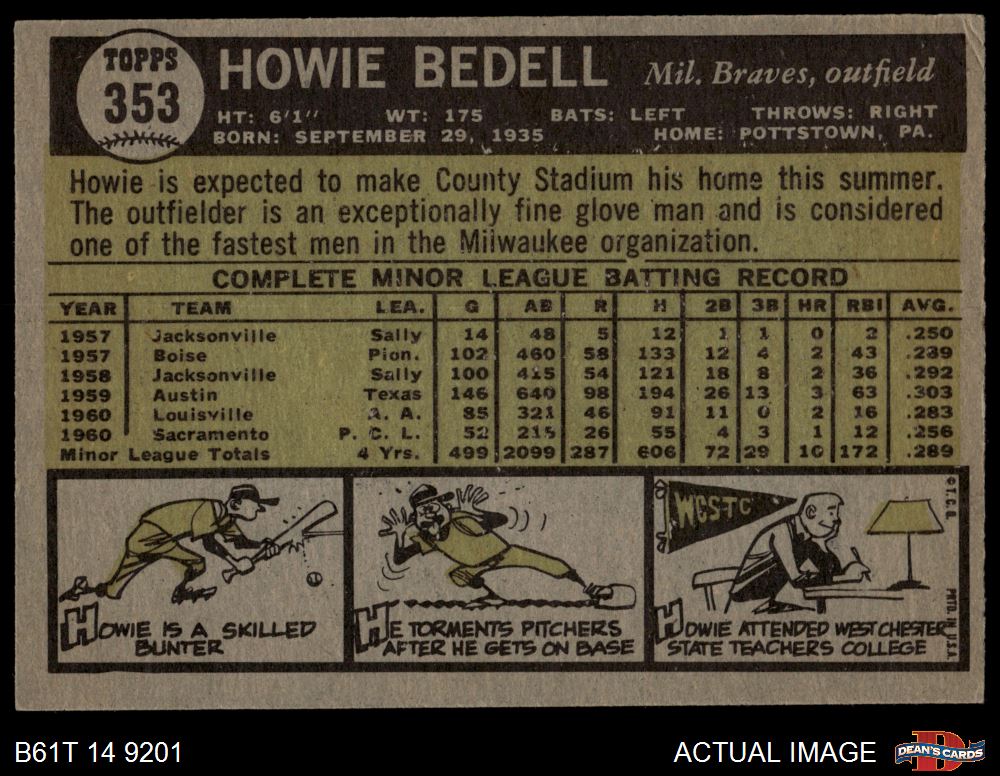 TOPPS
353
HOWIE BEDELL Mil. Braves, outfield
HT: 6'1" WT: 175 BATS: LEFT THROWS: RIGHT
BORN: SEPTEMBER 29, 1935 HOME: POTTSTOWN, PA.
Howie is expected to make County Stadium his home this summer.
The outfielder is an exceptionally fine glove man and is considered
one of the fastest men in the Milwaukee organization.
COMPLETE MINOR LEAGUE BATTING RECORD
YEAR TEAM LEA. G AB R H 2B 3B HR RBI AVG.
1957 Jacksonville Sally 14 48 5 12 1 1 0 2 .250
1957 Boise Pion. 102 460 58 133 12 4 2 43 .289
1958 Jacksonville Sally 100 415 54 121 18 8 2 36 .292
1959 Austin Texas 146 640 98 194 26 13 3 63 .303
1960 Louisville A. A. 85 321 46 91 11 0 2 16 .283
1960 Sacramento P. C. L. 52 215 26 55 4 3 1 12 .256
Minor League Totals 4 Yrs. 499 2099 287 606 72 29 10 172 .289
HOWIE IS A SKILLED
BUNTER
HE TORMENTS PITCHERS
AFTER HE GETS ON BASE
WCS-TC
HOWIE ATTENDED WEST CHESTER
STATE TEACHERS COLLEGE
© T.C.G.
PRTD. IN U.S.A.
B61T 14 9201
ACTUAL IMAGE
DEAN'S CARDS